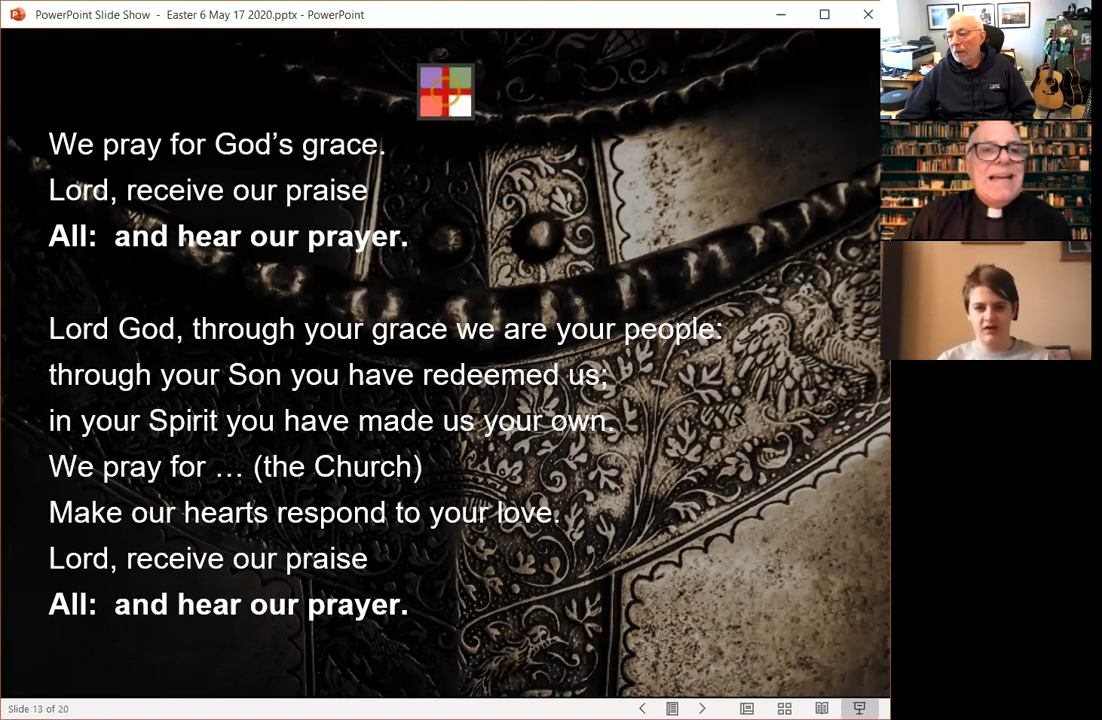 PowerPoint Slide Show - Easter 6 May 17 2020.pptx - PowerPoint
We pray for God’s grace.
Lord, receive our praise
All: and hear our prayer.
Lord God, through your grace we are your people:
through your Son you have redeemed us;
in your Spirit you have made us your own.
We pray for … (the Church)
Make our hearts respond to your love.
Lord, receive our praise
All: and hear our prayer.
Slide 13 of 20